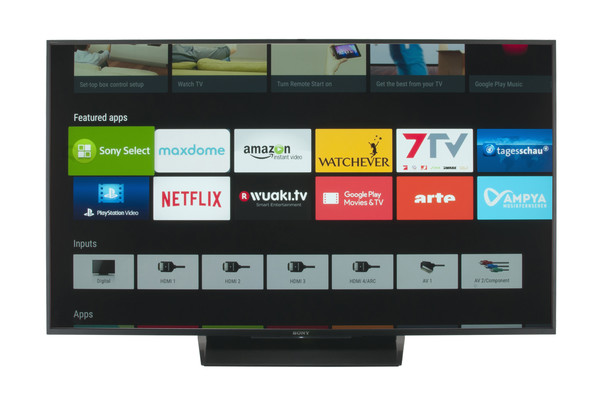 Set-top box control setup
Watch TV
Turn Remote Start on
Get the best from your TV
Google Play Music
Featured apps
Sony Select
maxdome
amazon
instant video
WATCHEVER
7TV
tagesschau
PlayStation Video
NETFLIX
wuaki.tv
Smart Entertainment
Google Play
Movies & TV
arte
AMPYA
Inputs
Digital
HDMI 1
HDMI 2
HDMI 3
HDMI 4/ARC
AV 1
AV 2/Component
Apps
SONY